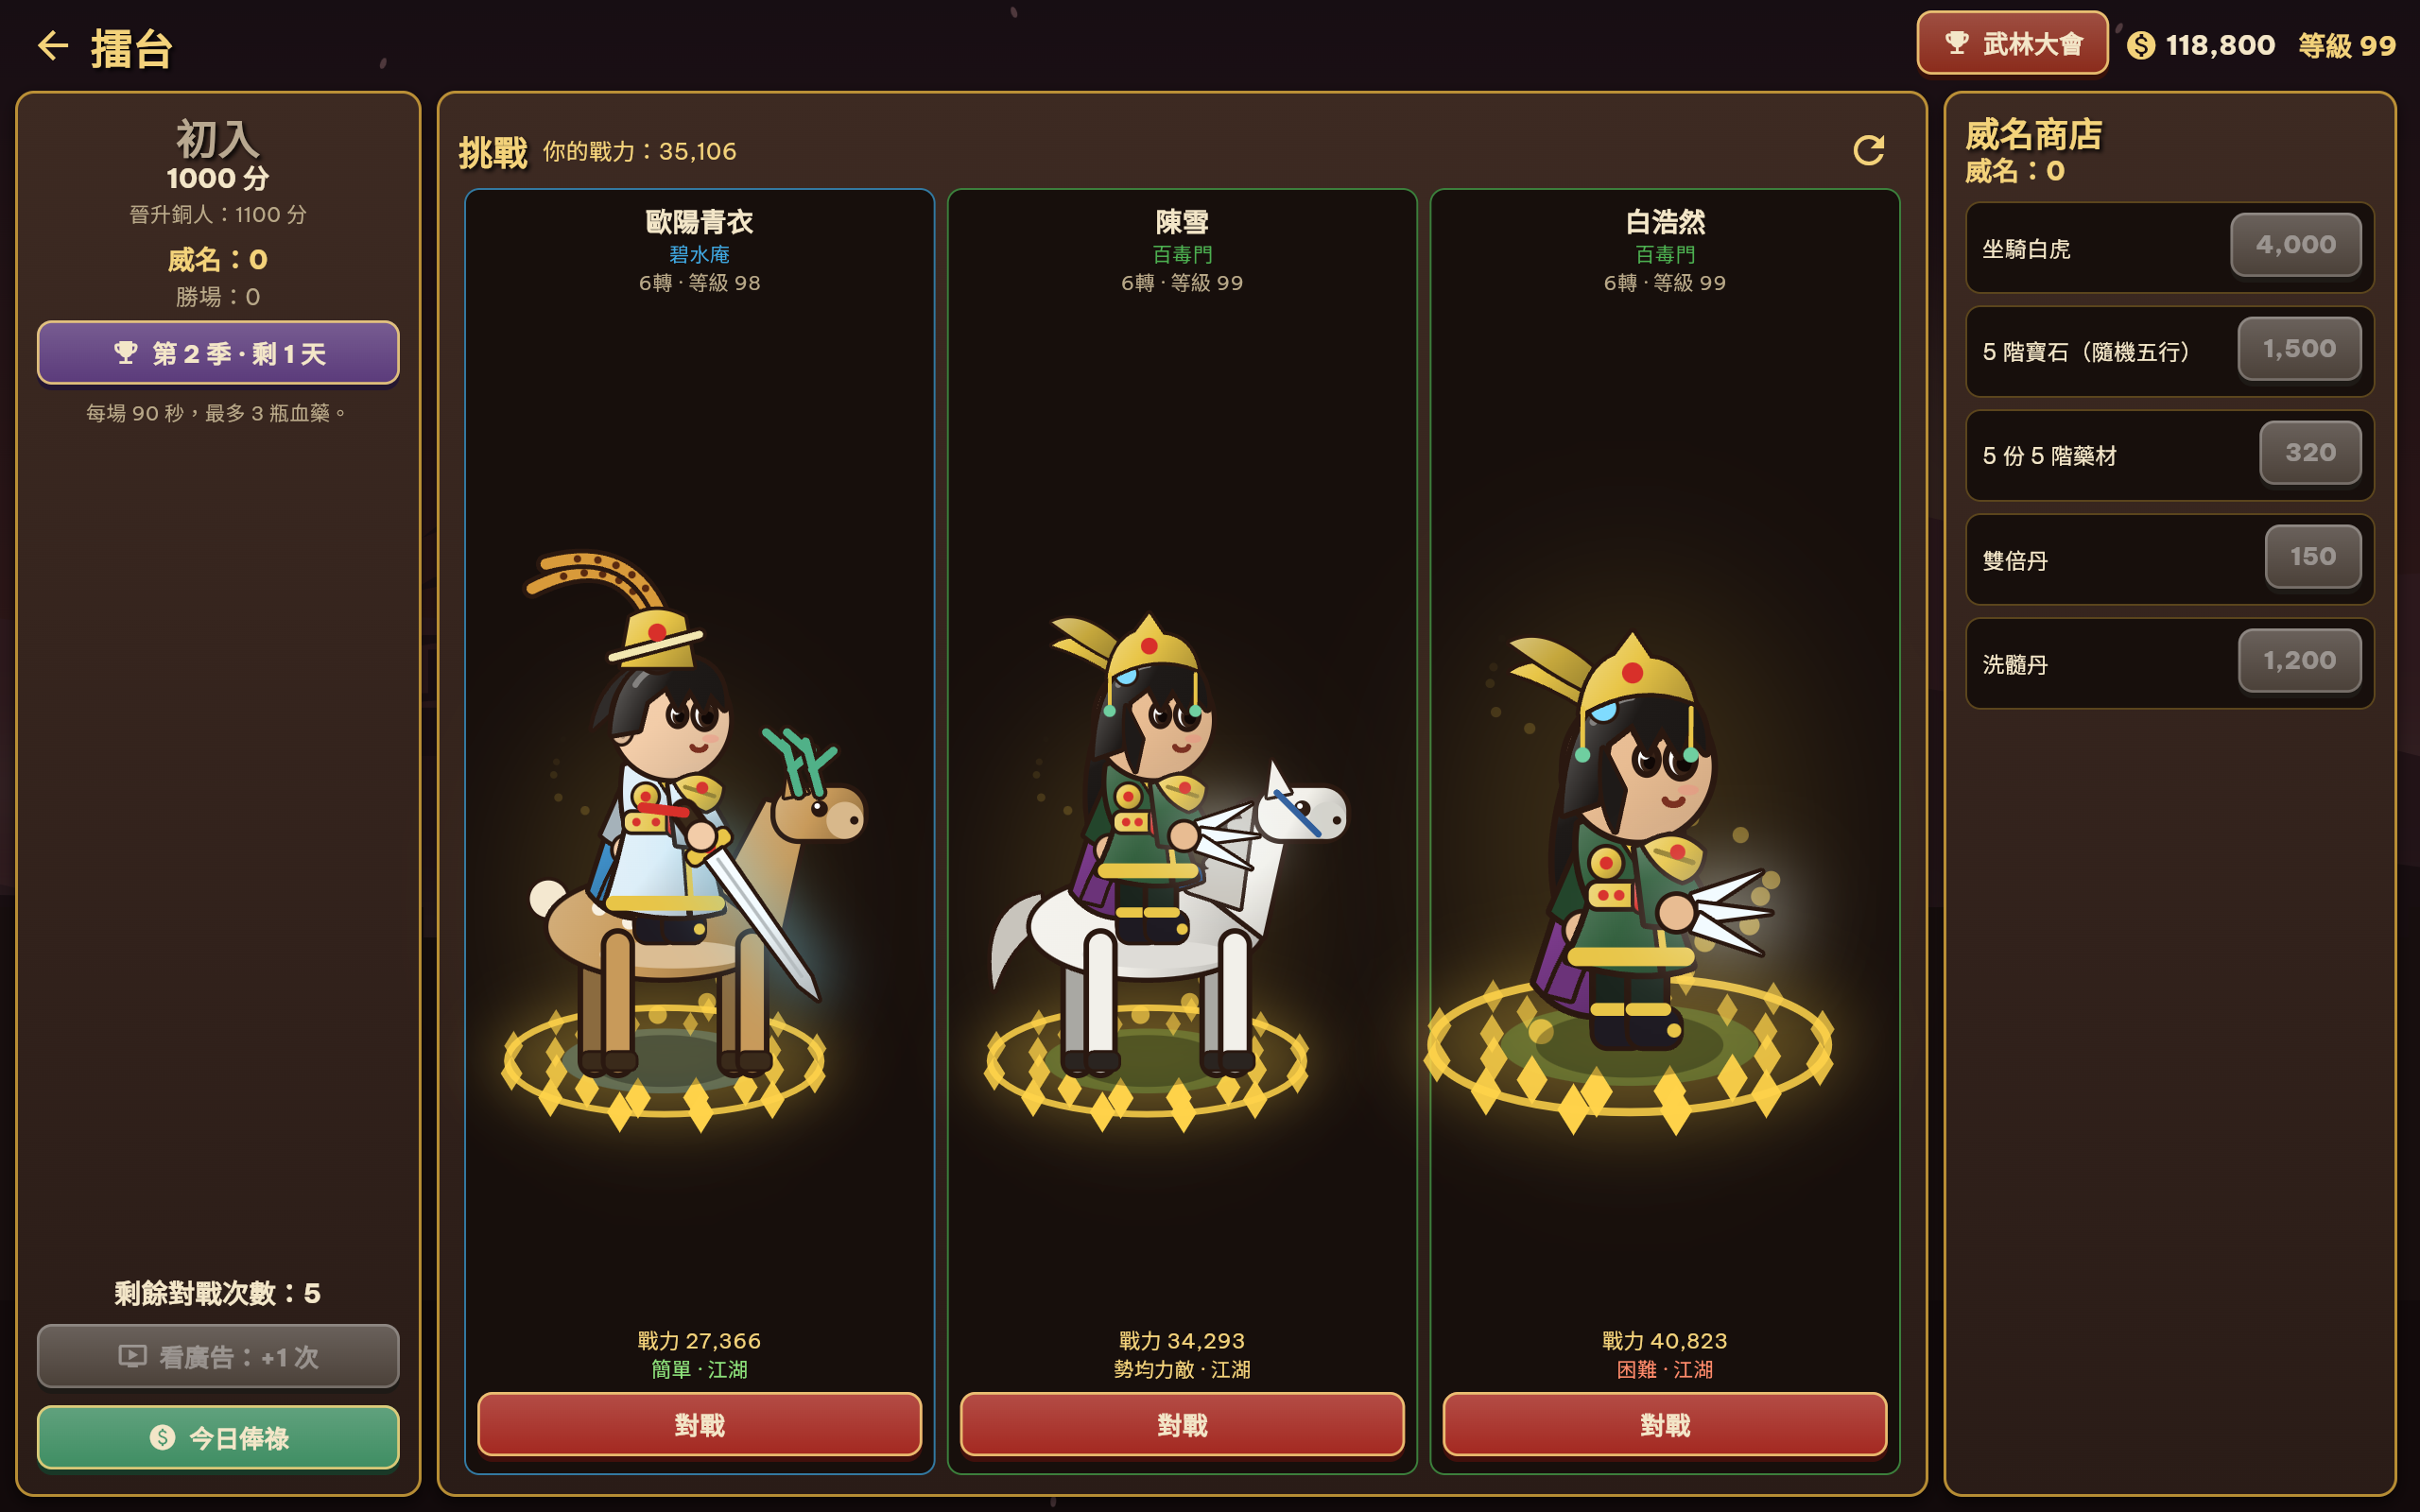 擂台
武林大會
118,800
等級 99
初入
1000 分
晉升銅人：1100 分
威名：0
勝場：0
第 2 季 · 剩 1 天
每場 90 秒，最多 3 瓶血藥。
剩餘對戰次數：5
看廣告：+1 次
今日俸祿
挑戰
你的戰力：35,106
歐陽青衣
碧水庵
6轉 · 等級 98
戰力 27,366
簡單 · 江湖
對戰
陳雪
百毒門
6轉 · 等級 99
戰力 34,293
勢均力敵 · 江湖
對戰
白浩然
百毒門
6轉 · 等級 99
戰力 40,823
困難 · 江湖
對戰
威名商店
威名：0
坐騎白虎
4,000
5 階寶石（隨機五行）
1,500
5 份 5 階藥材
320
雙倍丹
150
洗髓丹
1,200